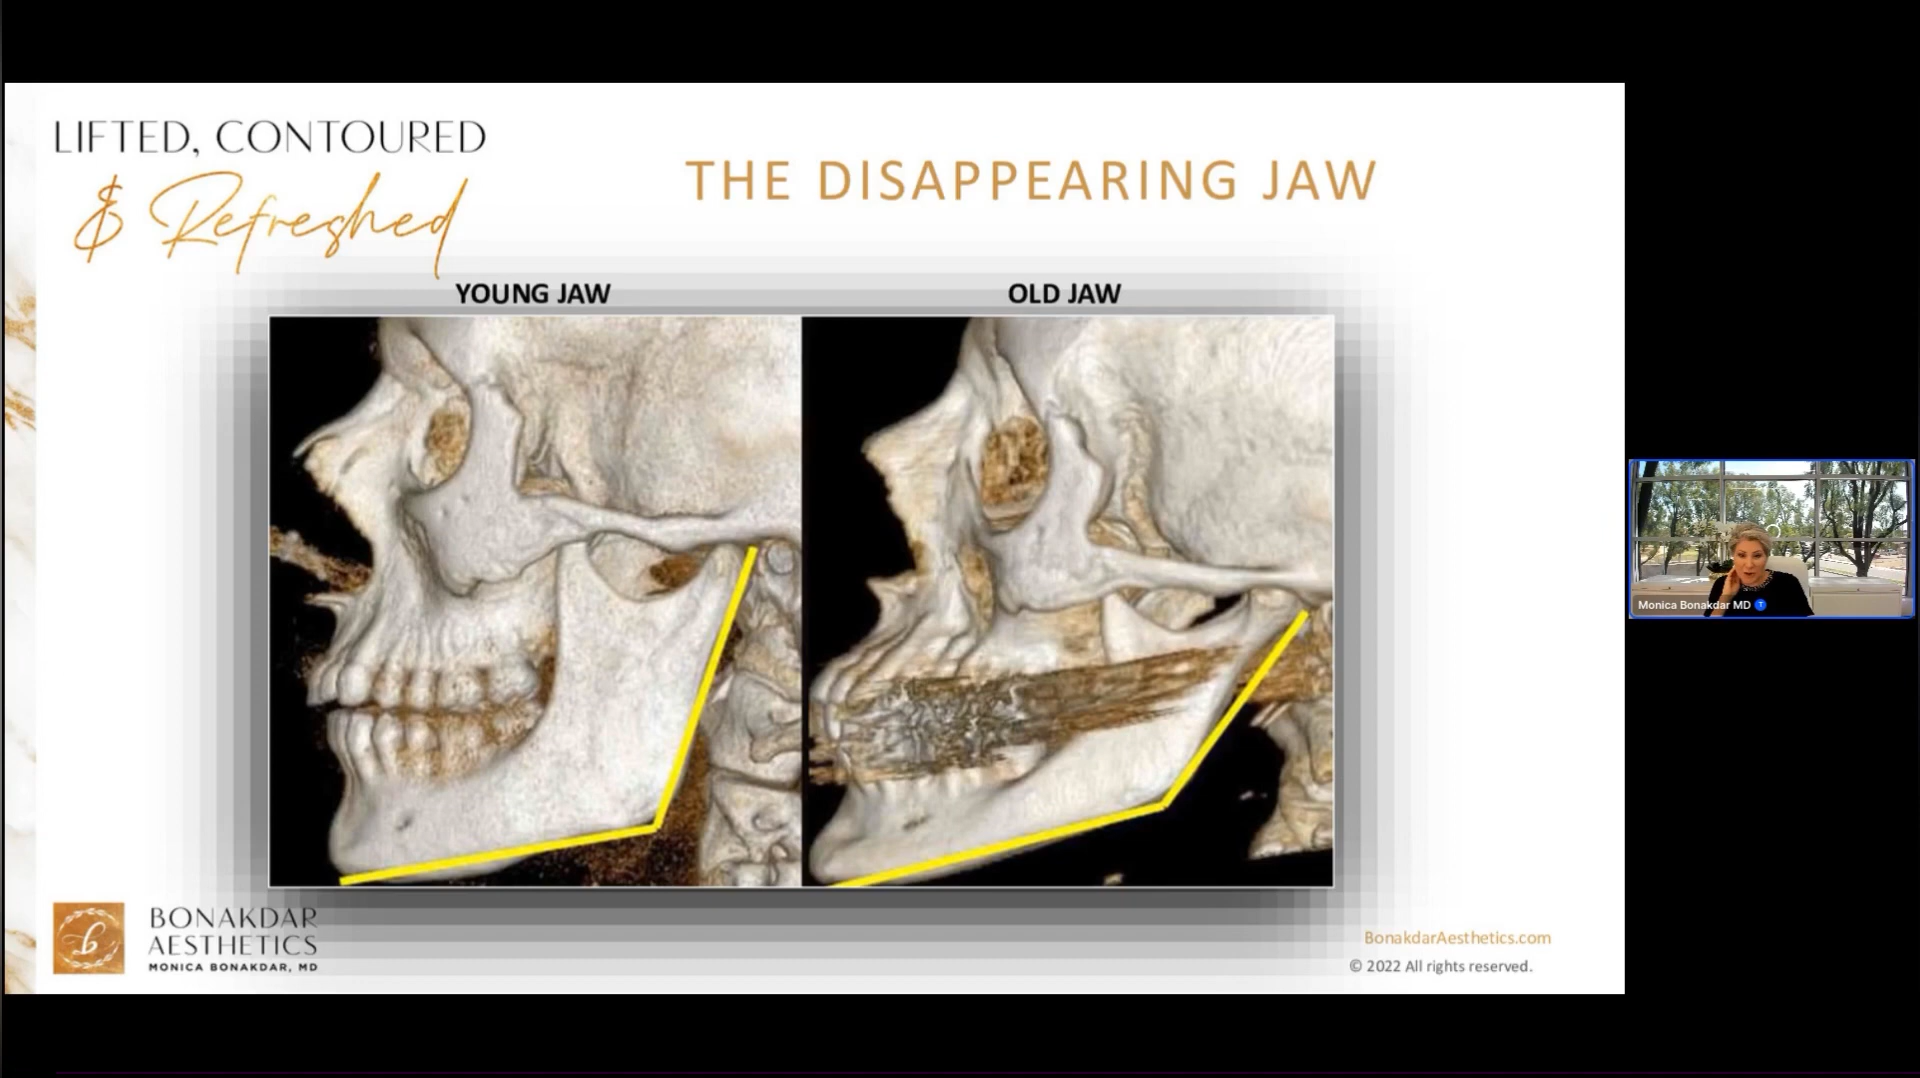 LIFTED, CONTOURED
& Refreshed
THE DISAPPEARING JAW
YOUNG JAW
OLD JAW
BONAKDAR
AESTHETICS
MONICA BONAKDAR, MD
BonakdarAesthetics.com
© 2022 All rights reserved.
Monica Bonakdar MD